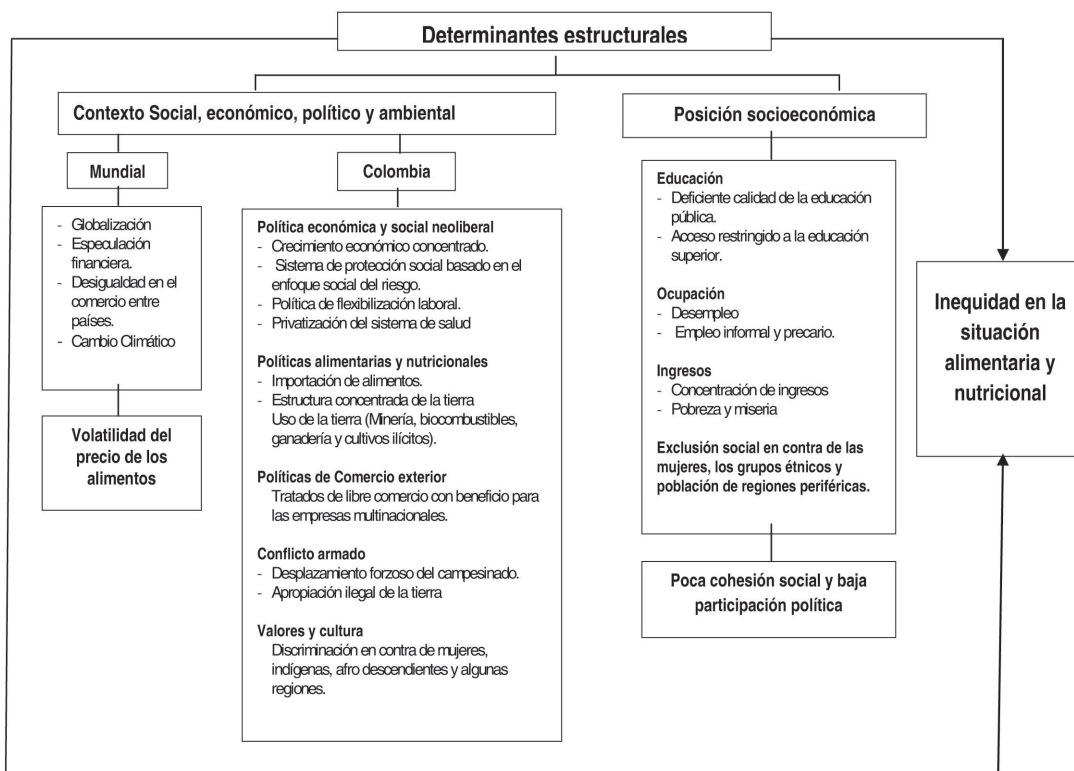 Determinantes estructurales
Contexto Social, económico, político y ambiental
Mundial
- Globalización
- Especulación
financiera.
- Desigualdad en el
comercio entre
países.
- Cambio Climático
Volatilidad del
precio de los
alimentos
Colombia
Política económica y social neoliberal
- Crecimiento económico concentrado.
- Sistema de protección social basado en el
enfoque social del riesgo.
- Política de flexibilización laboral.
- Privatización del sistema de salud
Políticas alimentarias y nutricionales
- Importación de alimentos.
- Estructura concentrada de la tierra
Uso de la tierra (Minería, biocombustibles,
ganadería y cultivos ilícitos).
Políticas de Comercio exterior
Tratados de libre comercio con beneficio para
las empresas multinacionales.
Conflicto armado
- Desplazamiento forzoso del campesinado.
- Apropiación ilegal de la tierra
Valores y cultura
Discriminación en contra de mujeres,
indígenas, afro descendientes y algunas
regiones.
Posición socioeconómica
Educación
- Deficiente calidad de la educación
pública.
- Acceso restringido a la educación
superior.
Ocupación
- Desempleo
- Empleo informal y precario.
Ingresos
- Concentración de ingresos
- Pobreza y miseria
Exclusión social en contra de las
mujeres, los grupos étnicos y
población de regiones periféricas.
Poca cohesión social y baja
participación política
Inequidad en la
situación
alimentaria y
nutricional